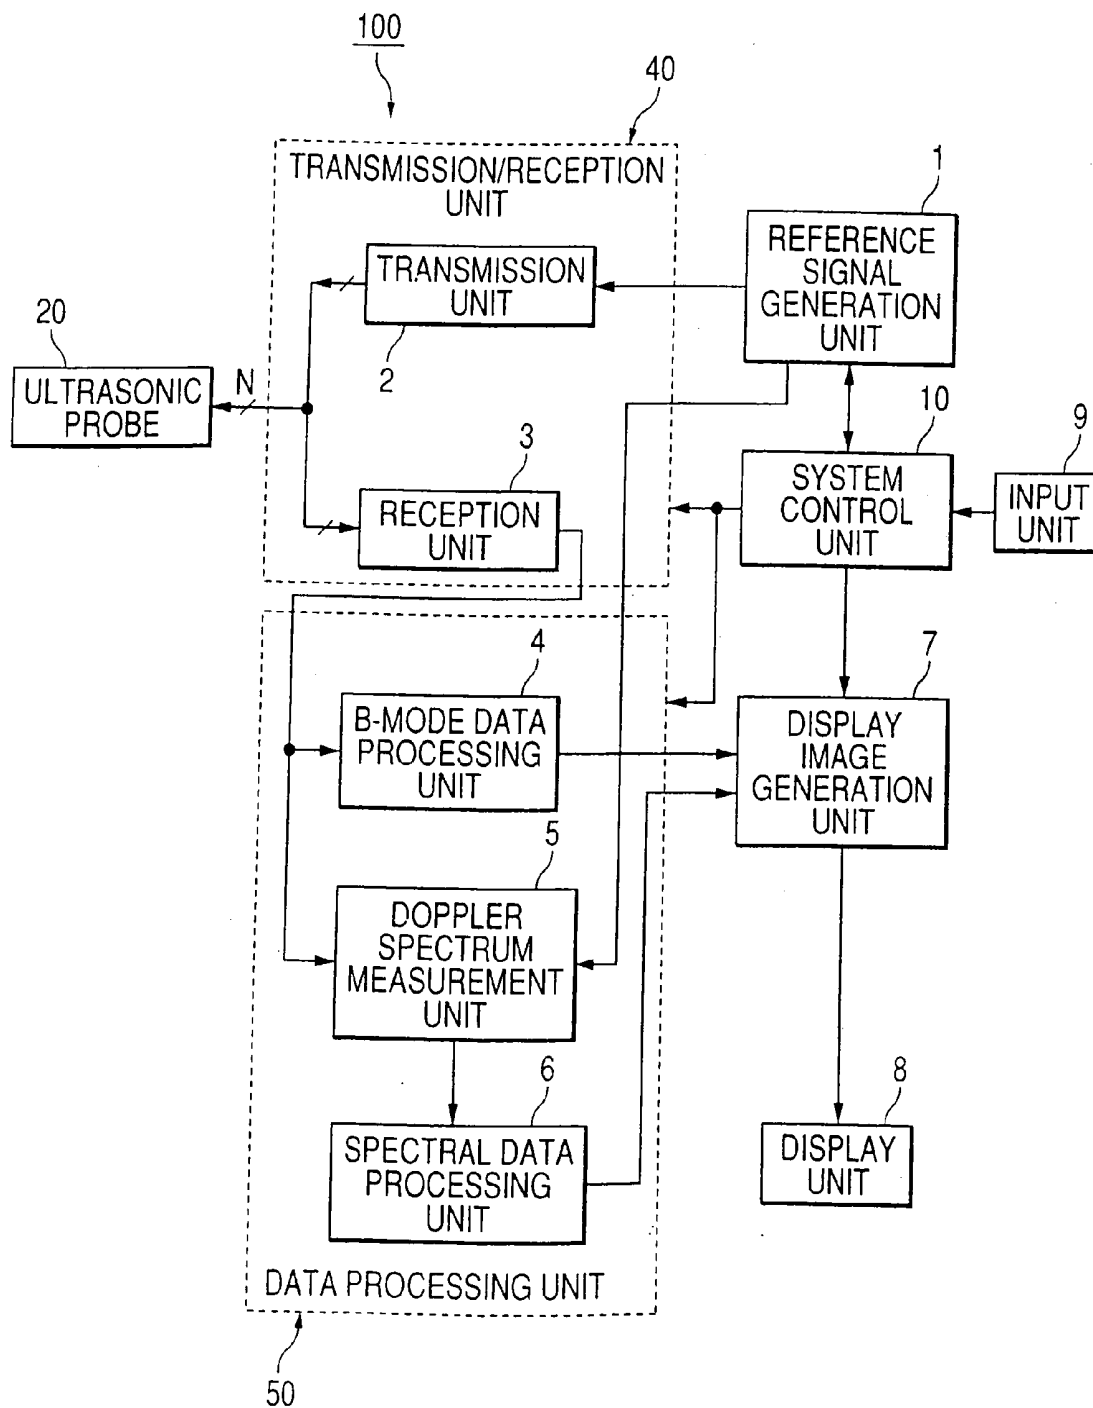 100
40
TRANSMISSION/RECEPTION
UNIT
1
REFERENCE
SIGNAL
GENERATION
UNIT
TRANSMISSION
UNIT
2
20
ULTRASONIC
PROBE
N
3
RECEPTION
UNIT
10
SYSTEM
CONTROL
UNIT
9
INPUT
UNIT
4
B-MODE DATA
PROCESSING
UNIT
7
DISPLAY
IMAGE
GENERATION
UNIT
5
DOPPLER
SPECTRUM
MEASUREMENT
UNIT
6
SPECTRAL DATA
PROCESSING
UNIT
8
DISPLAY
UNIT
DATA PROCESSING UNIT
50